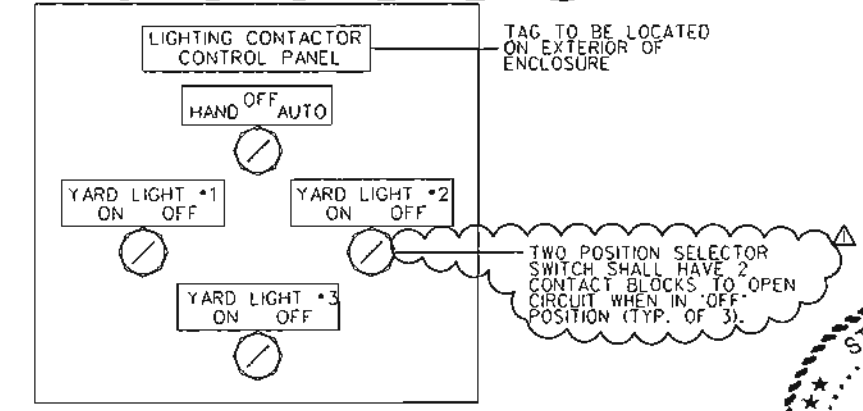 LIGHTING CONTACTOR
CONTROL PANEL
TAG TO BE LOCATED
ON EXTERIOR OF
ENCLOSURE
HAND OFF AUTO
YARD LIGHT •1
ON OFF
YARD LIGHT •2
ON OFF
TWO POSITION SELECTOR
SWITCH SHALL HAVE 2
CONTACT BLOCKS TO OPEN
CIRCUIT WHEN IN 'OFF'
POSITION (TYP. OF 3).
1
YARD LIGHT •3
ON OFF